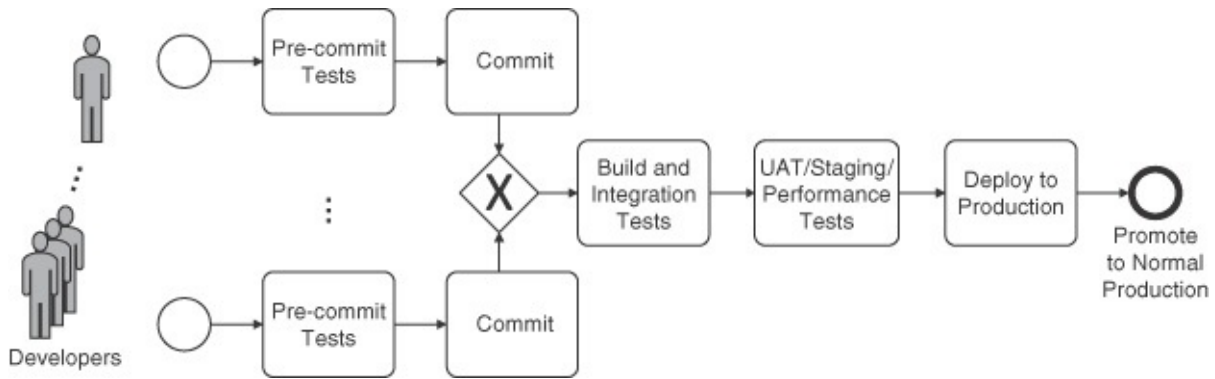 Pre-commit
Tests
Commit
X
Build and
Integration
Tests
UAT/Staging/
Performance
Tests
Deploy to
Production
Promote
to Normal
Production
Pre-commit
Tests
Commit
Developers